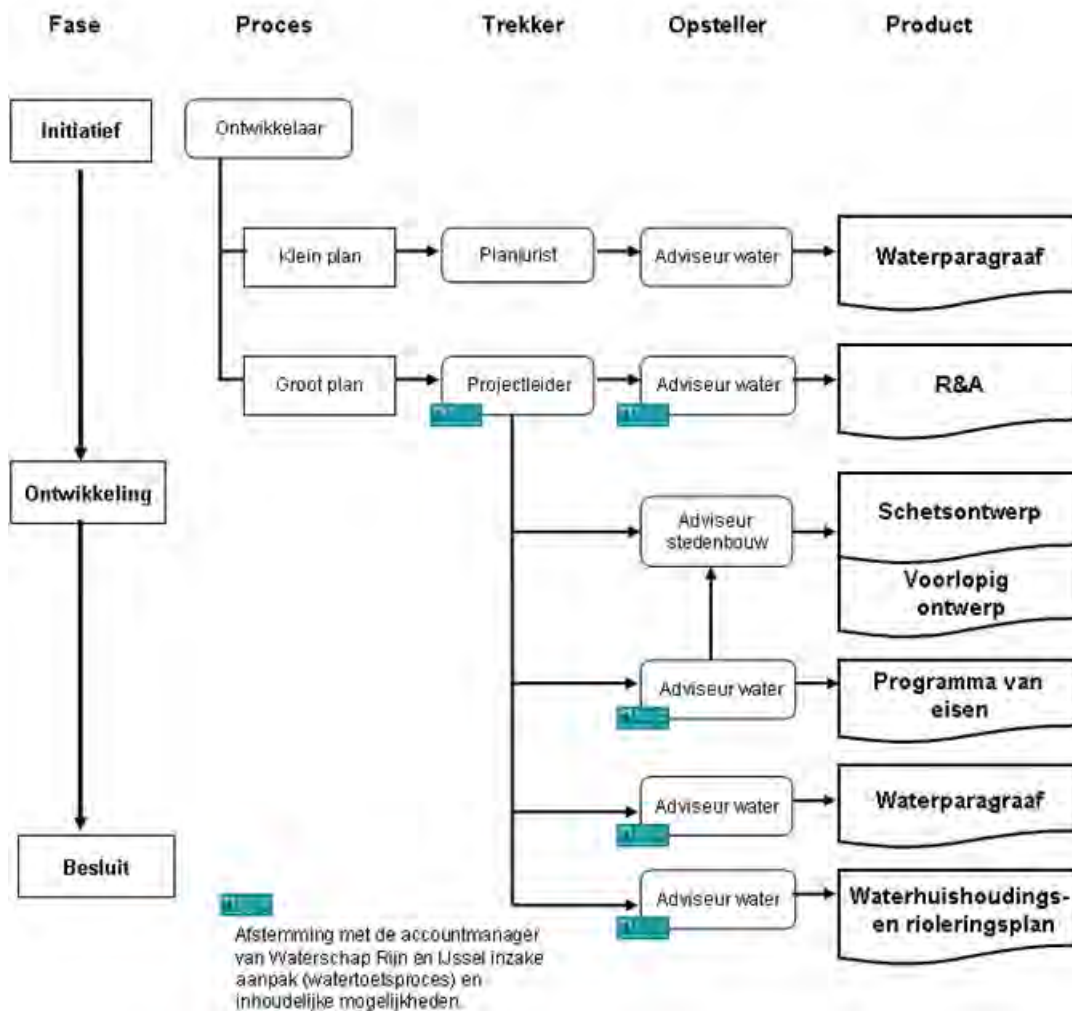 Fase Proces Trekker Opsteller Product
Initiatief
Ontwikkelaar
Klein plan
Planjurist
Adviseur water
Waterparagraaf
Groot plan
Projectleider
Adviseur water
R&A
Ontwikkeling
Adviseur
stedenbouw
Schetsontwerp
Voorlopig
ontwerp
Adviseur water
Programma van
eisen
Adviseur water
Waterparagraaf
Besluit
Adviseur water
Waterhuishoudings-
en rioleringsplan
Afstemming met de accountmanager
van Waterschap Rijn en IJssel inzake
aanpak (watertoetsproces) en
inhoudelijke mogelijkheden.